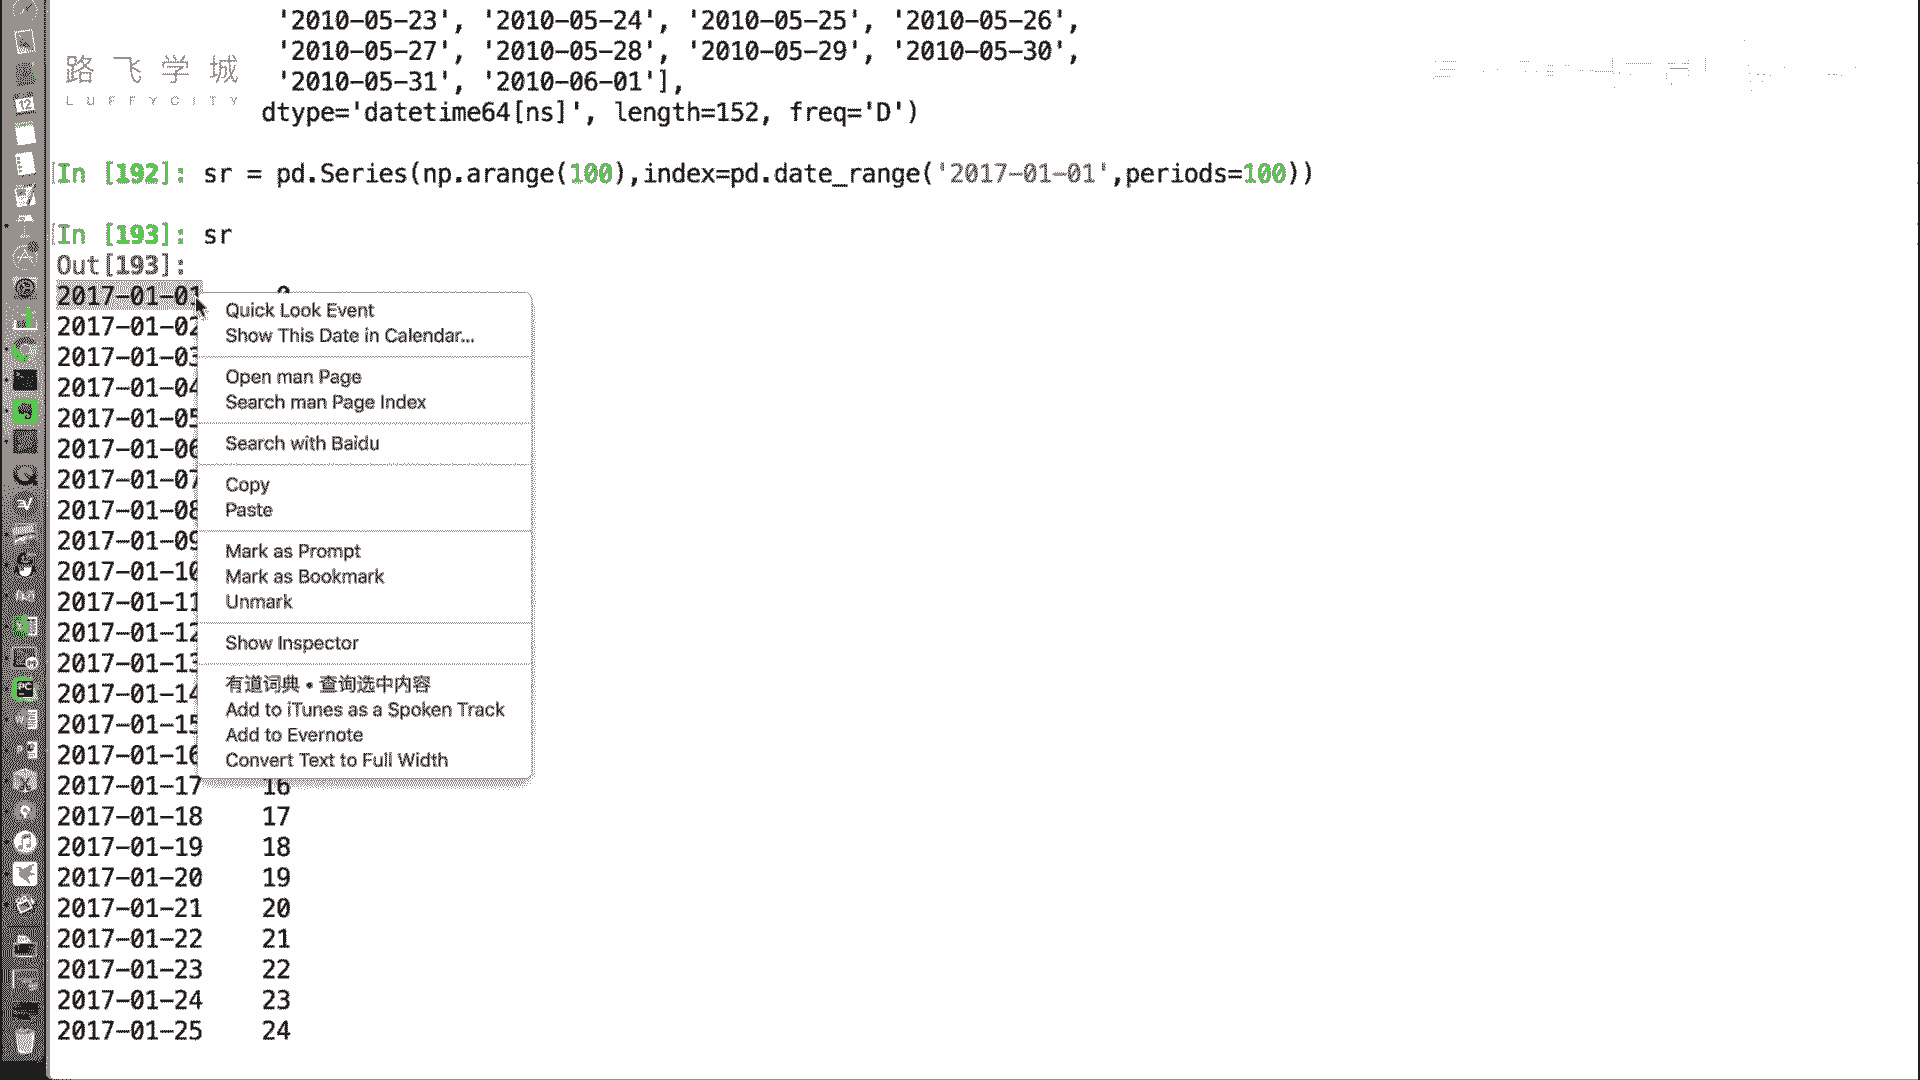 '2010-05-23', '2010-05-24', '2010-05-25', '2010-05-26',
'2010-05-27', '2010-05-28', '2010-05-29', '2010-05-30',
'2010-05-31', '2010-06-01'],
dtype='datetime64[ns]', length=152, freq='D')
路飞学城
LUFFYCITY
In [192]: sr = pd.Series(np.arange(100),index=pd.date_range('2017-01-01',periods=100))
In [193]: sr
Out[193]:
2017-01-01
2017-01-02
2017-01-03
2017-01-04
2017-01-05
2017-01-06
2017-01-07
2017-01-08
2017-01-09
2017-01-10
2017-01-11
2017-01-12
2017-01-13
2017-01-14
2017-01-15
2017-01-16
2017-01-17 16
2017-01-18 17
2017-01-19 18
2017-01-20 19
2017-01-21 20
2017-01-22 21
2017-01-23 22
2017-01-24 23
2017-01-25 24
Quick Look Event
Show This Date in Calendar...
Open man Page
Search man Page Index
Search with Baidu
Copy
Paste
Mark as Prompt
Mark as Bookmark
Unmark
Show Inspector
有道词典 • 查询选中内容
Add to iTunes as a Spoken Track
Add to Evernote
Convert Text to Full Width
12
PC